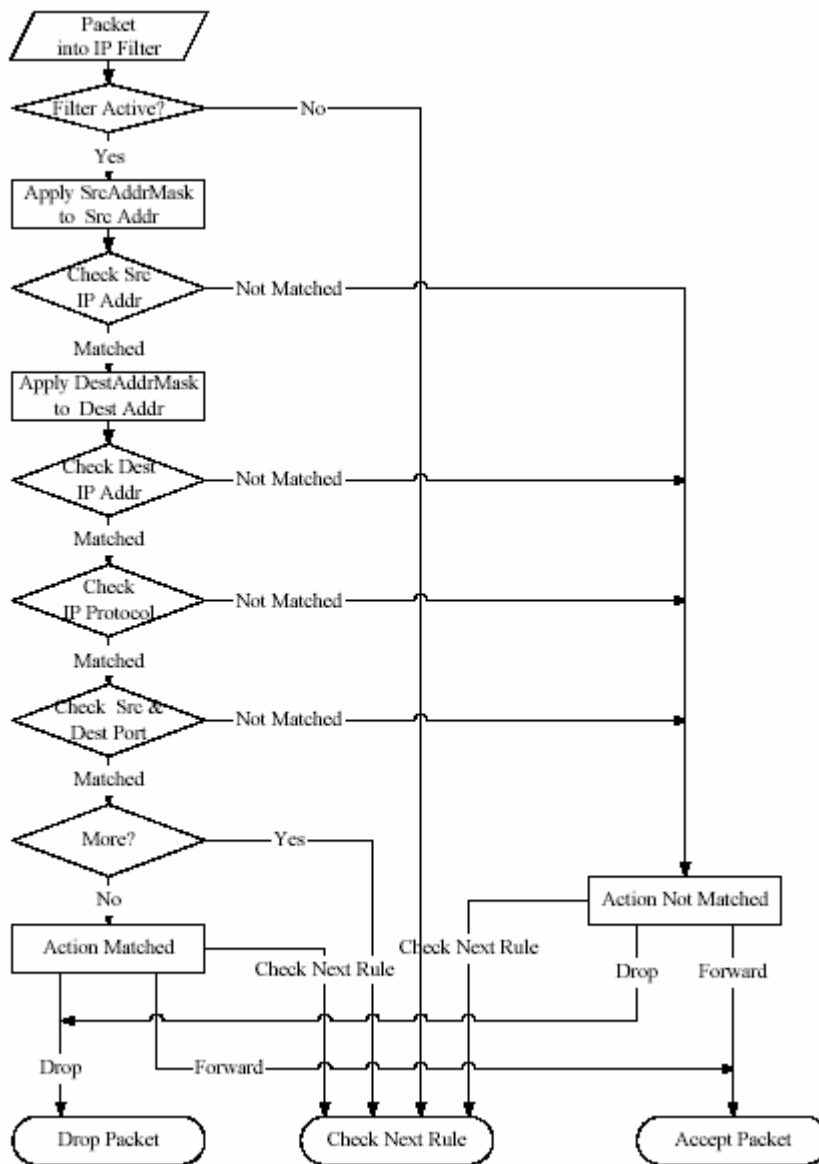 Packet
into IP Filter
Filter Active?
No
Yes
Apply SrcAddrMask
to Src Addr
Check Src
IP Addr
Not Matched
Matched
Apply DestAddrMask
to Dest Addr
Check Dest
IP Addr
Not Matched
Matched
Check
IP Protocol
Not Matched
Matched
Check Src &
Dest Port
Not Matched
Matched
More?
Yes
No
Action Not Matched
Action Matched
Check Next Rule
Check Next Rule
Drop
Forward
Drop
Forward
Drop Packet
Check Next Rule
Accept Packet